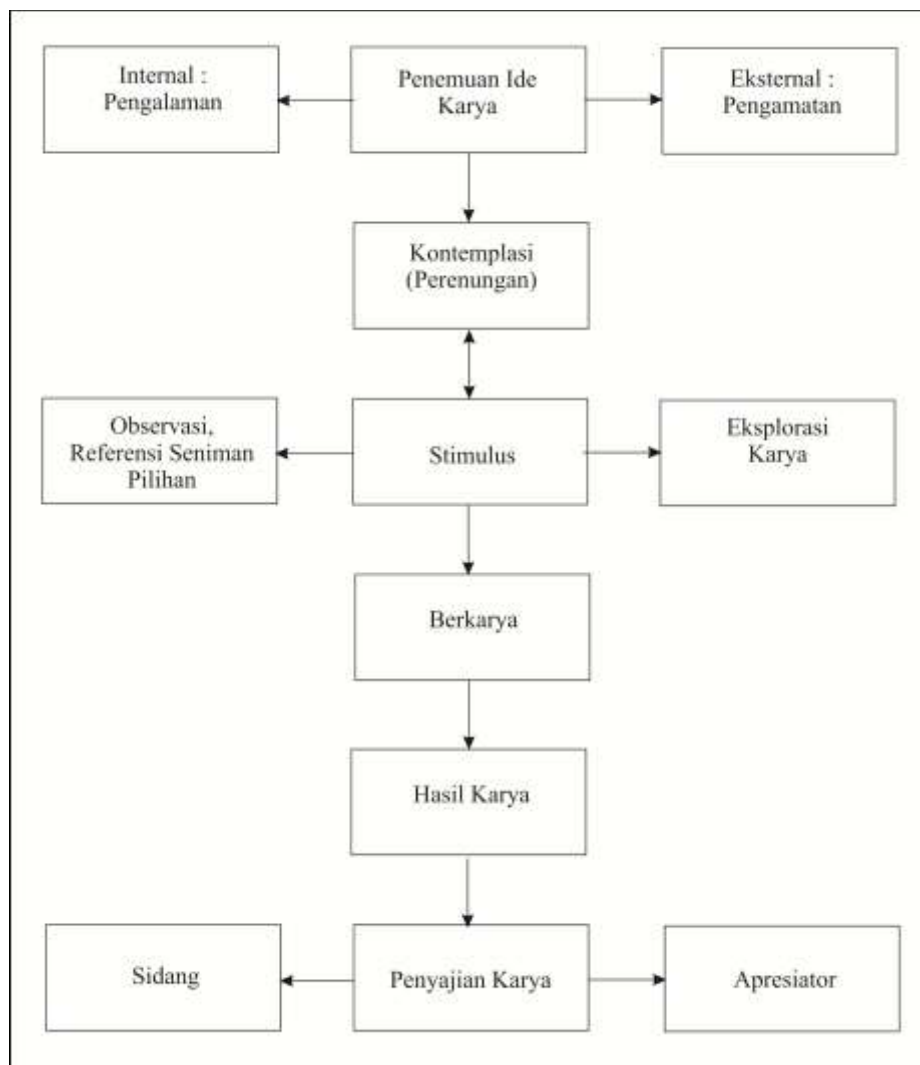 Internal :
Pengalaman
Penemuan Ide
Karya
Eksternal :
Pengamatan
Kontemplasi
(Perenungan)
Observasi,
Referensi Seniman
Pilihan
Stimulus
Eksplorasi
Karya
Berkarya
Hasil Karya
Sidang
Penyajian Karya
Apresiator